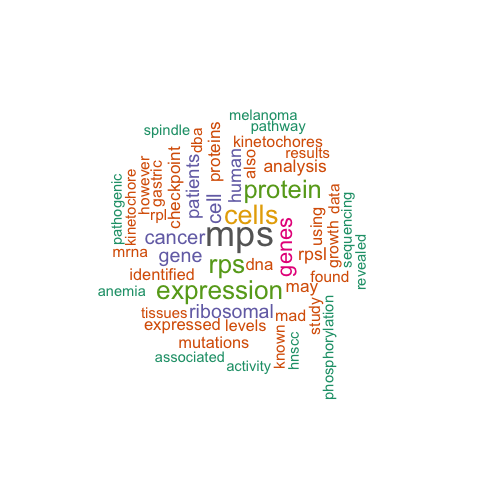 melanoma
pathway
spindle
dba
proteins
kinetochores
results
also
analysis
human
patients
checkpoint
gastric
however
kinetochore
pathogenic
rpl
cell
protein
cells
mps
genes
using
growth
data
sequencing
revealed
cancer
gene
mrna
rps
dna
rpsl
identified
found
anemia
expression
may
tissues
ribosomal
mad
study
phosphorylation
expressed
levels
known
hnscc
mutations
associated
activity